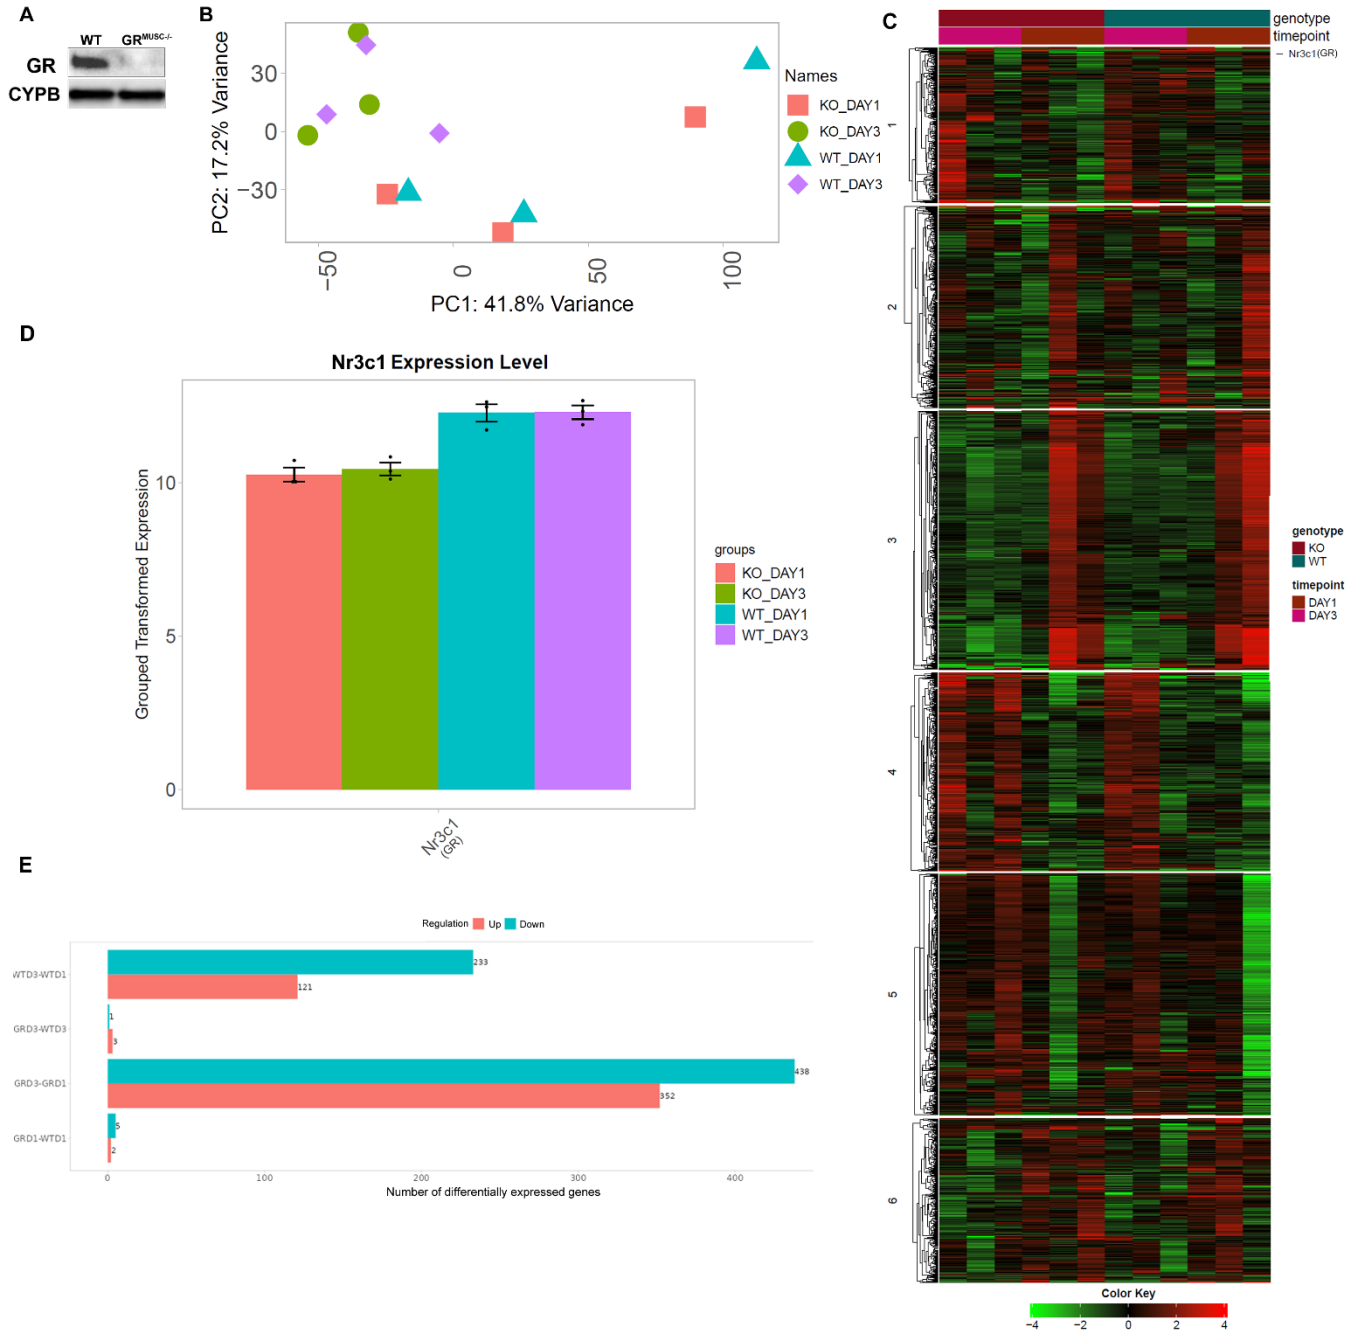 A
WT GRMUSC-/-
GR
CYPB
B
PC2: 17.2% Variance
30
0
−30
−50
0
50
100
PC1: 41.8% Variance
Names
KO_DAY1
KO_DAY3
WT_DAY1
WT_DAY3
C
genotype
timepoint
Nr3c1(GR)
1
2
3
4
5
6
genotype
KO
WT
timepoint
DAY1
DAY3
Color Key
−4 −2 0 2 4
D
Nr3c1 Expression Level
Grouped Transformed Expression
10
5
0
Nr3c1
(GR)
groups
KO_DAY1
KO_DAY3
WT_DAY1
WT_DAY3
E
Regulation Up Down
WTD3-WTD1
233
121
GRD3-WTD3
1
3
GRD3-GRD1
438
352
GRD1-WTD1
5
2
0 100 200 300 400
Number of differentially expressed genes